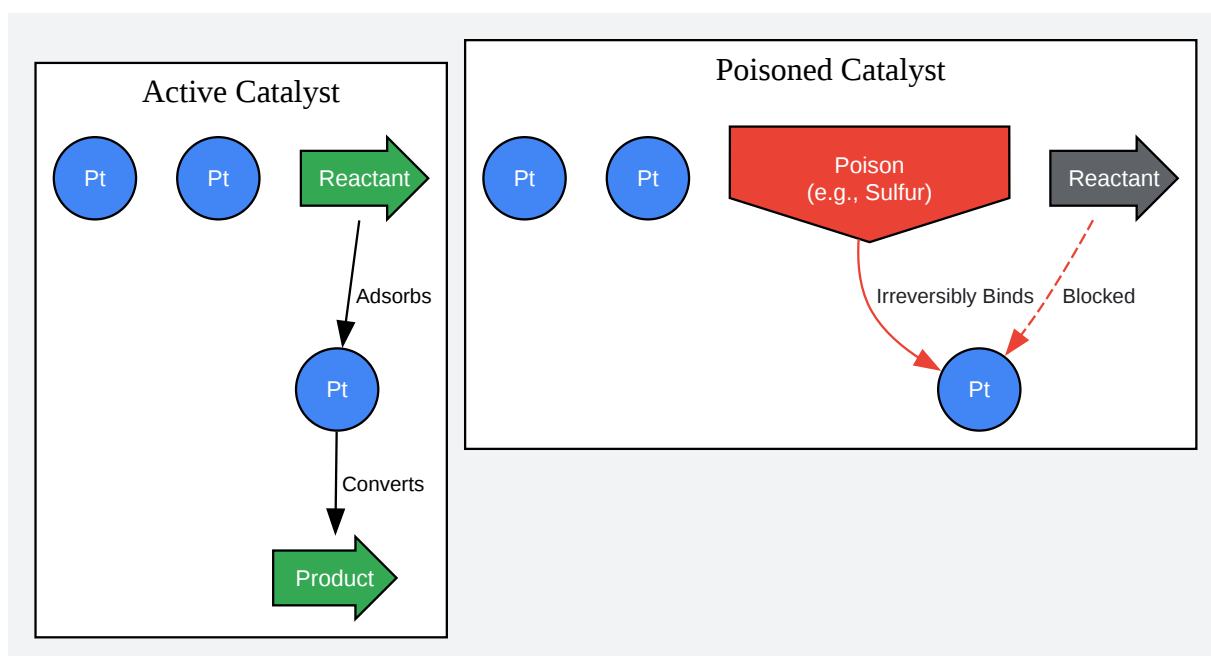 Active Catalyst
Pt
Pt
Reactant
Adsorbs
Pt
Converts
Product
Poisoned Catalyst
Pt
Pt
Poison
(e.g., Sulfur)
Reactant
Irreversibly Binds
Blocked
Pt